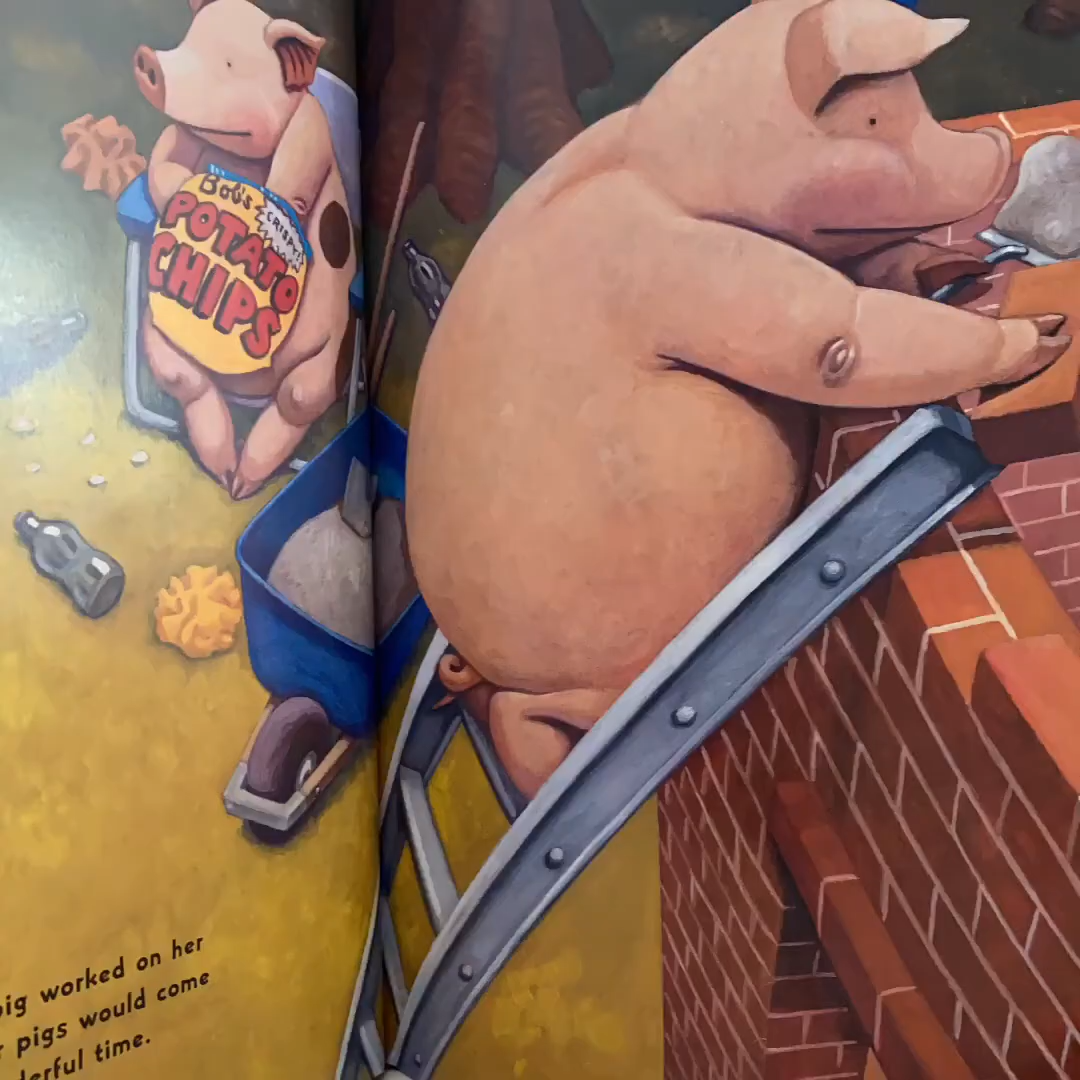 Bob's
CRISPY!
POTATO
CHIPS
pig worked on her
pigs would come
time.